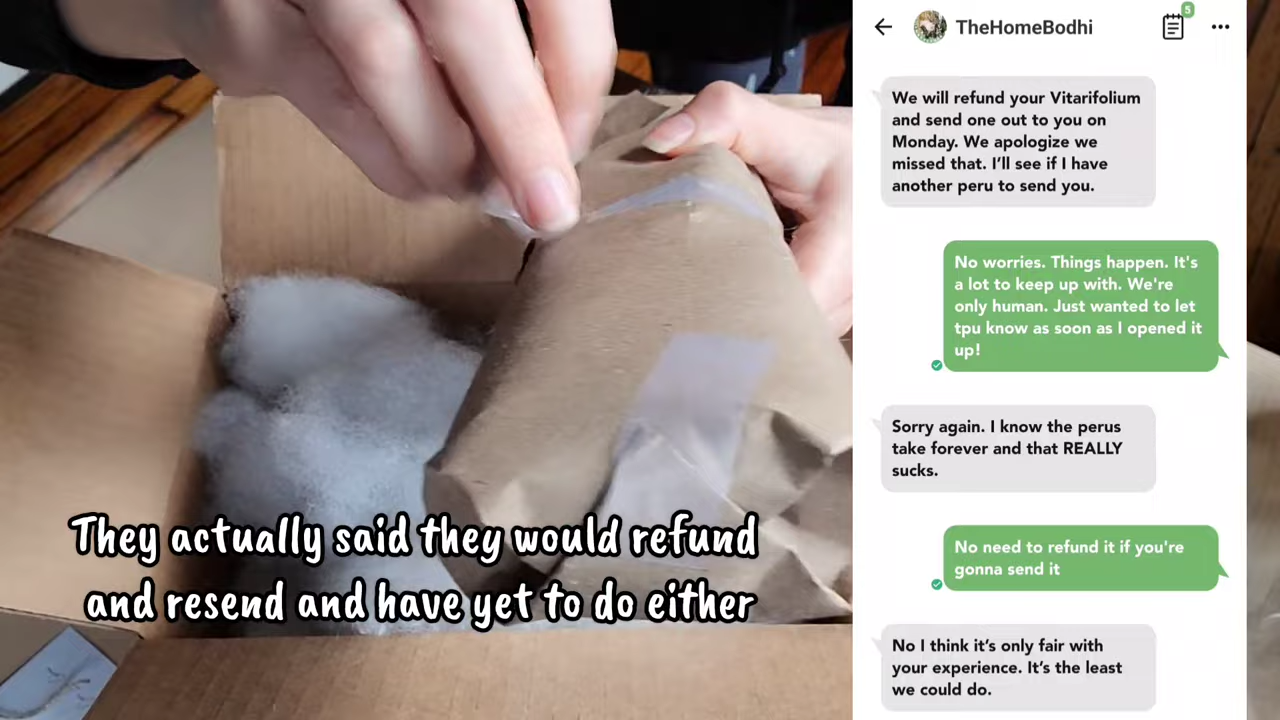 They actually said they would refund
and resend and have yet to do either
TheHomeBodhi
5
We will refund your Vitarifolium
and send one out to you on
Monday. We apologize we
missed that. I'll see if I have
another peru to send you.
No worries. Things happen. It's
a lot to keep up with. We're
only human. Just wanted to let
tpu know as soon as I opened it
up!
Sorry again. I know the perus
take forever and that REALLY
sucks.
No need to refund it if you're
gonna send it
No I think it's only fair with
your experience. It's the least
we could do.